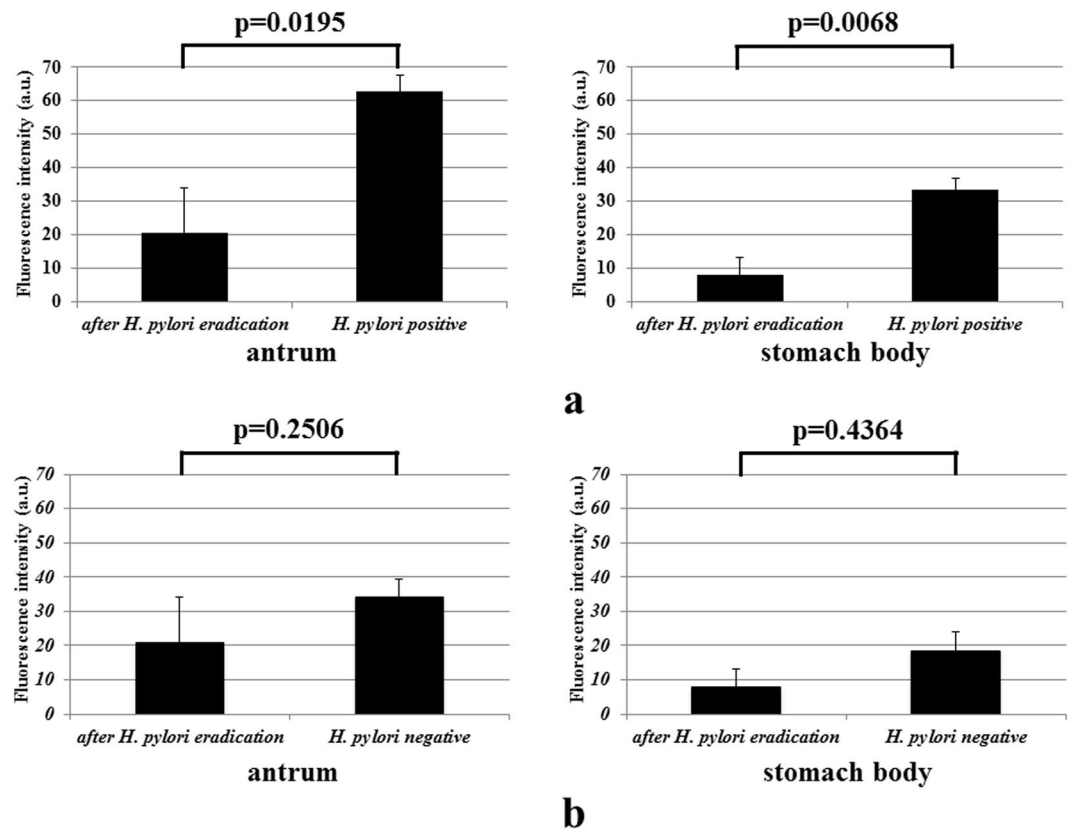 p=0.0195
Fluorescence intensity (a.u.)
70
60
50
40
30
20
10
0
after H. pylori eradication
H. pylori positive
antrum
p=0.0068
Fluorescence intensity (a.u.)
70
60
50
40
30
20
10
0
after H. pylori eradication
H. pylori positive
stomach body
a
p=0.2506
Fluorescence intensity (a.u.)
70
60
50
40
30
20
10
0
after H. pylori eradication
H. pylori negative
antrum
p=0.4364
Fluorescence intensity (a.u.)
70
60
50
40
30
20
10
0
after H. pylori eradication
H. pylori negative
stomach body
b